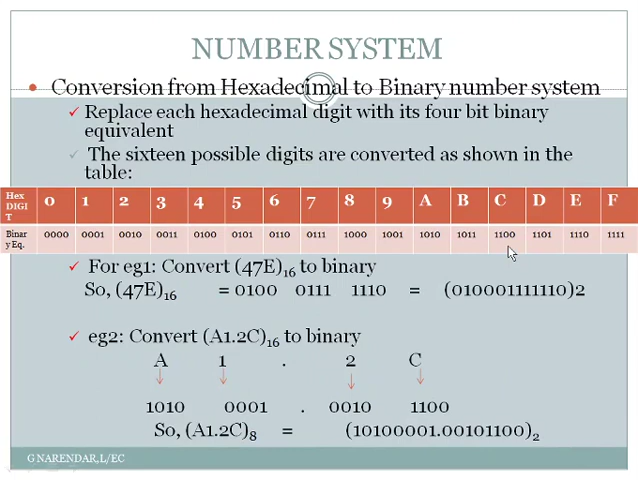 NUMBER SYSTEM
Conversion from Hexadecimal to Binary number system
Replace each hexadecimal digit with its four bit binary
equivalent
The sixteen possible digits are converted as shown in the
table:
Hex DIGI T 0 1 2 3 4 5 6 7 8 9 A B C D E F
Binar y Eq. 0000 0001 0010 0011 0100 0101 0110 0111 1000 1001 1010 1011 1100 1101 1110 1111
For eg1: Convert (47E)16 to binary
So, (47E)16 = 0100 0111 1110 = (010001111110)2
eg2: Convert (A1.2C)16 to binary
A 1 . 2 C
1010 0001 . 0010 1100
So, (A1.2C)8 = (10100001.00101100)2
G NARENDAR,L/EC